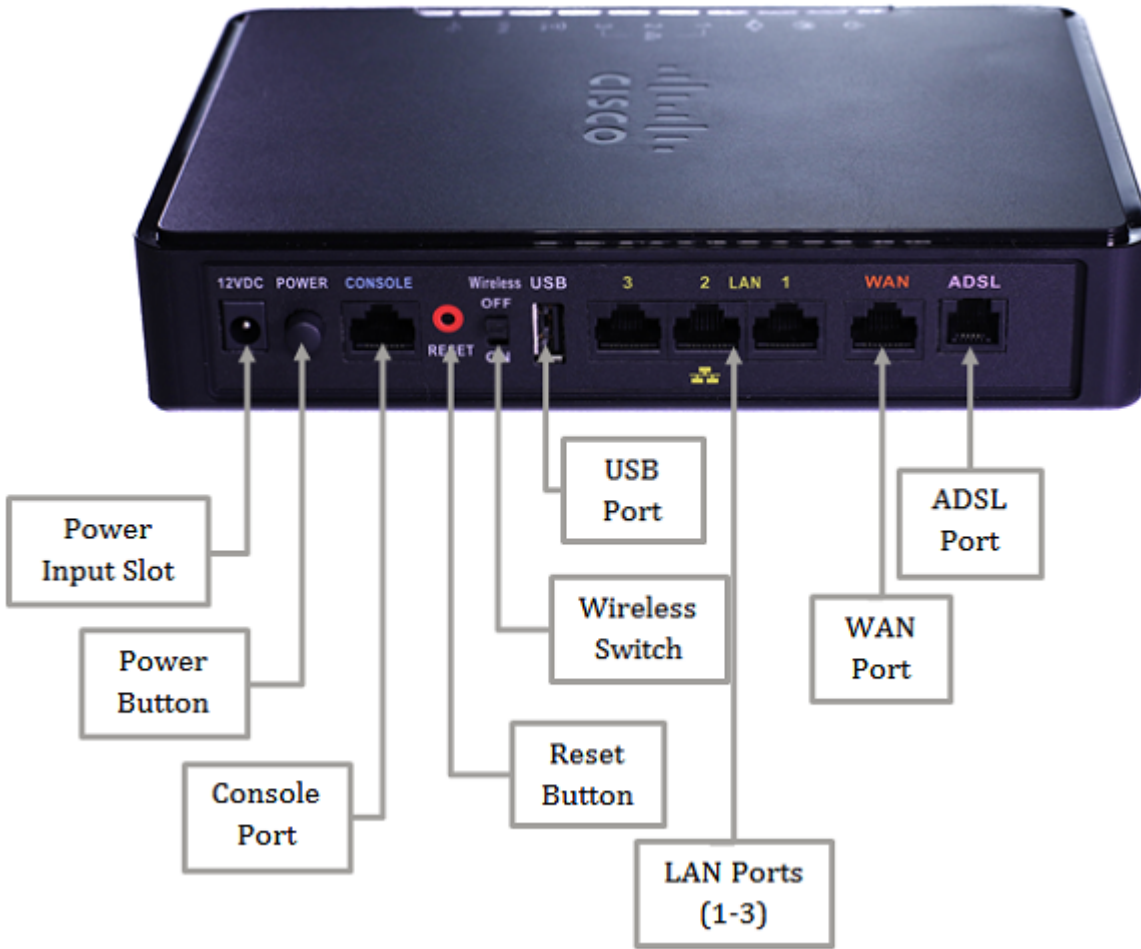 CISCO
12VDC POWER CONSOLE Wireless USB 3 2 LAN 1 WAN ADSL
OFF
RESET
ON
USB
Port
ADSL
Port
Power
Input Slot
Wireless
Switch
WAN
Port
Power
Button
Reset
Button
Console
Port
LAN Ports
(1-3)